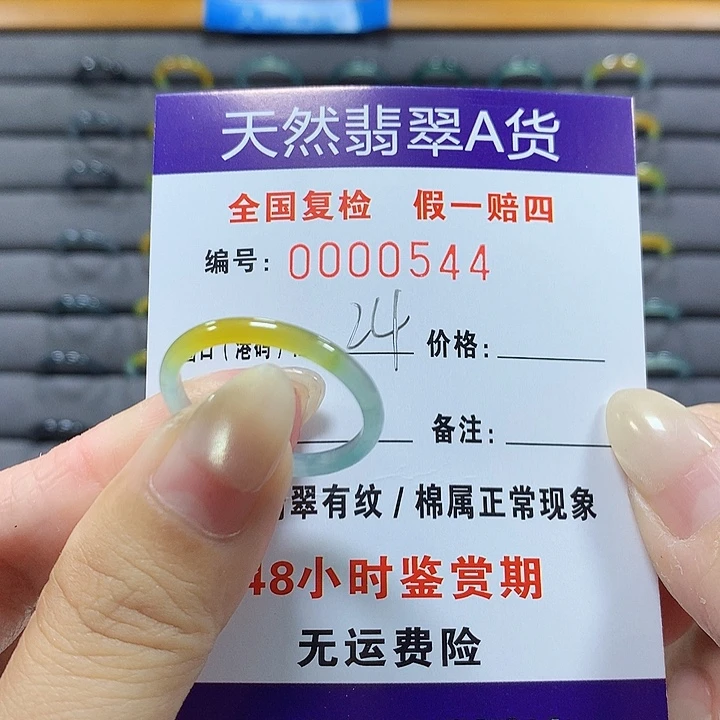 天然翡翠A货
全国复检 假一赔四
编号: 0000544
(港码): 24 价格:
备注:
翠有纹/棉属正常现象
48小时鉴赏期
无运费险